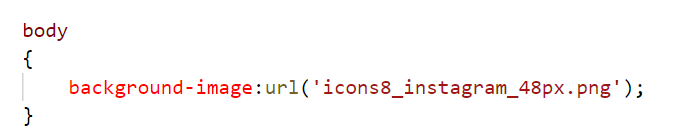 body
{
background-image:url('icons8_instagram_48px.png');
}